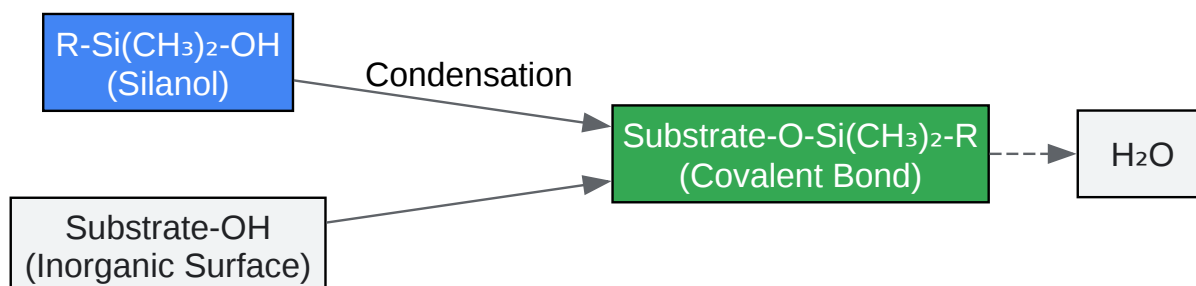 R-Si(CH₃)₂-OH
(Silanol)
Condensation
Substrate-O-Si(CH₃)₂-R
(Covalent Bond)
H₂O
Substrate-OH
(Inorganic Surface)